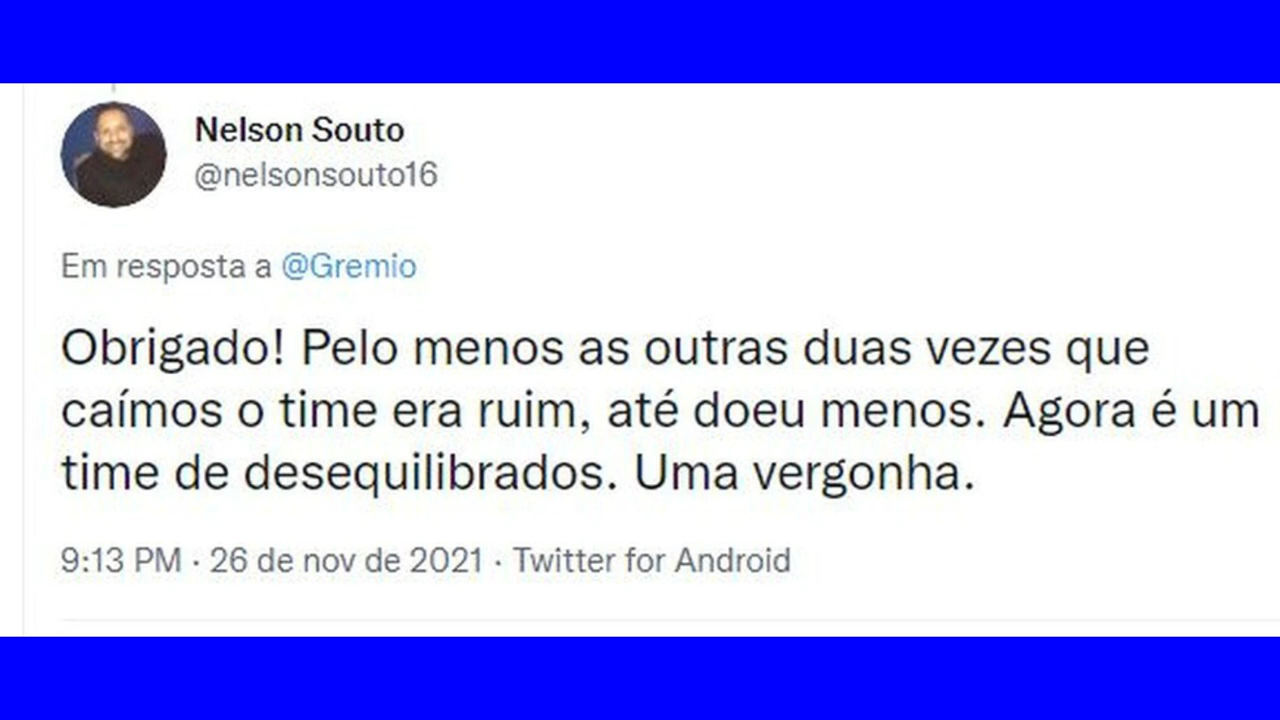 Nelson Souto
@nelsonsouto16
Em resposta a @Gremio
Obrigado! Pelo menos as outras duas vezes que
caímos o time era ruim, até doeu menos. Agora é um
time de desequilibrados. Uma vergonha.
9:13 PM · 26 de nov de 2021 · Twitter for Android